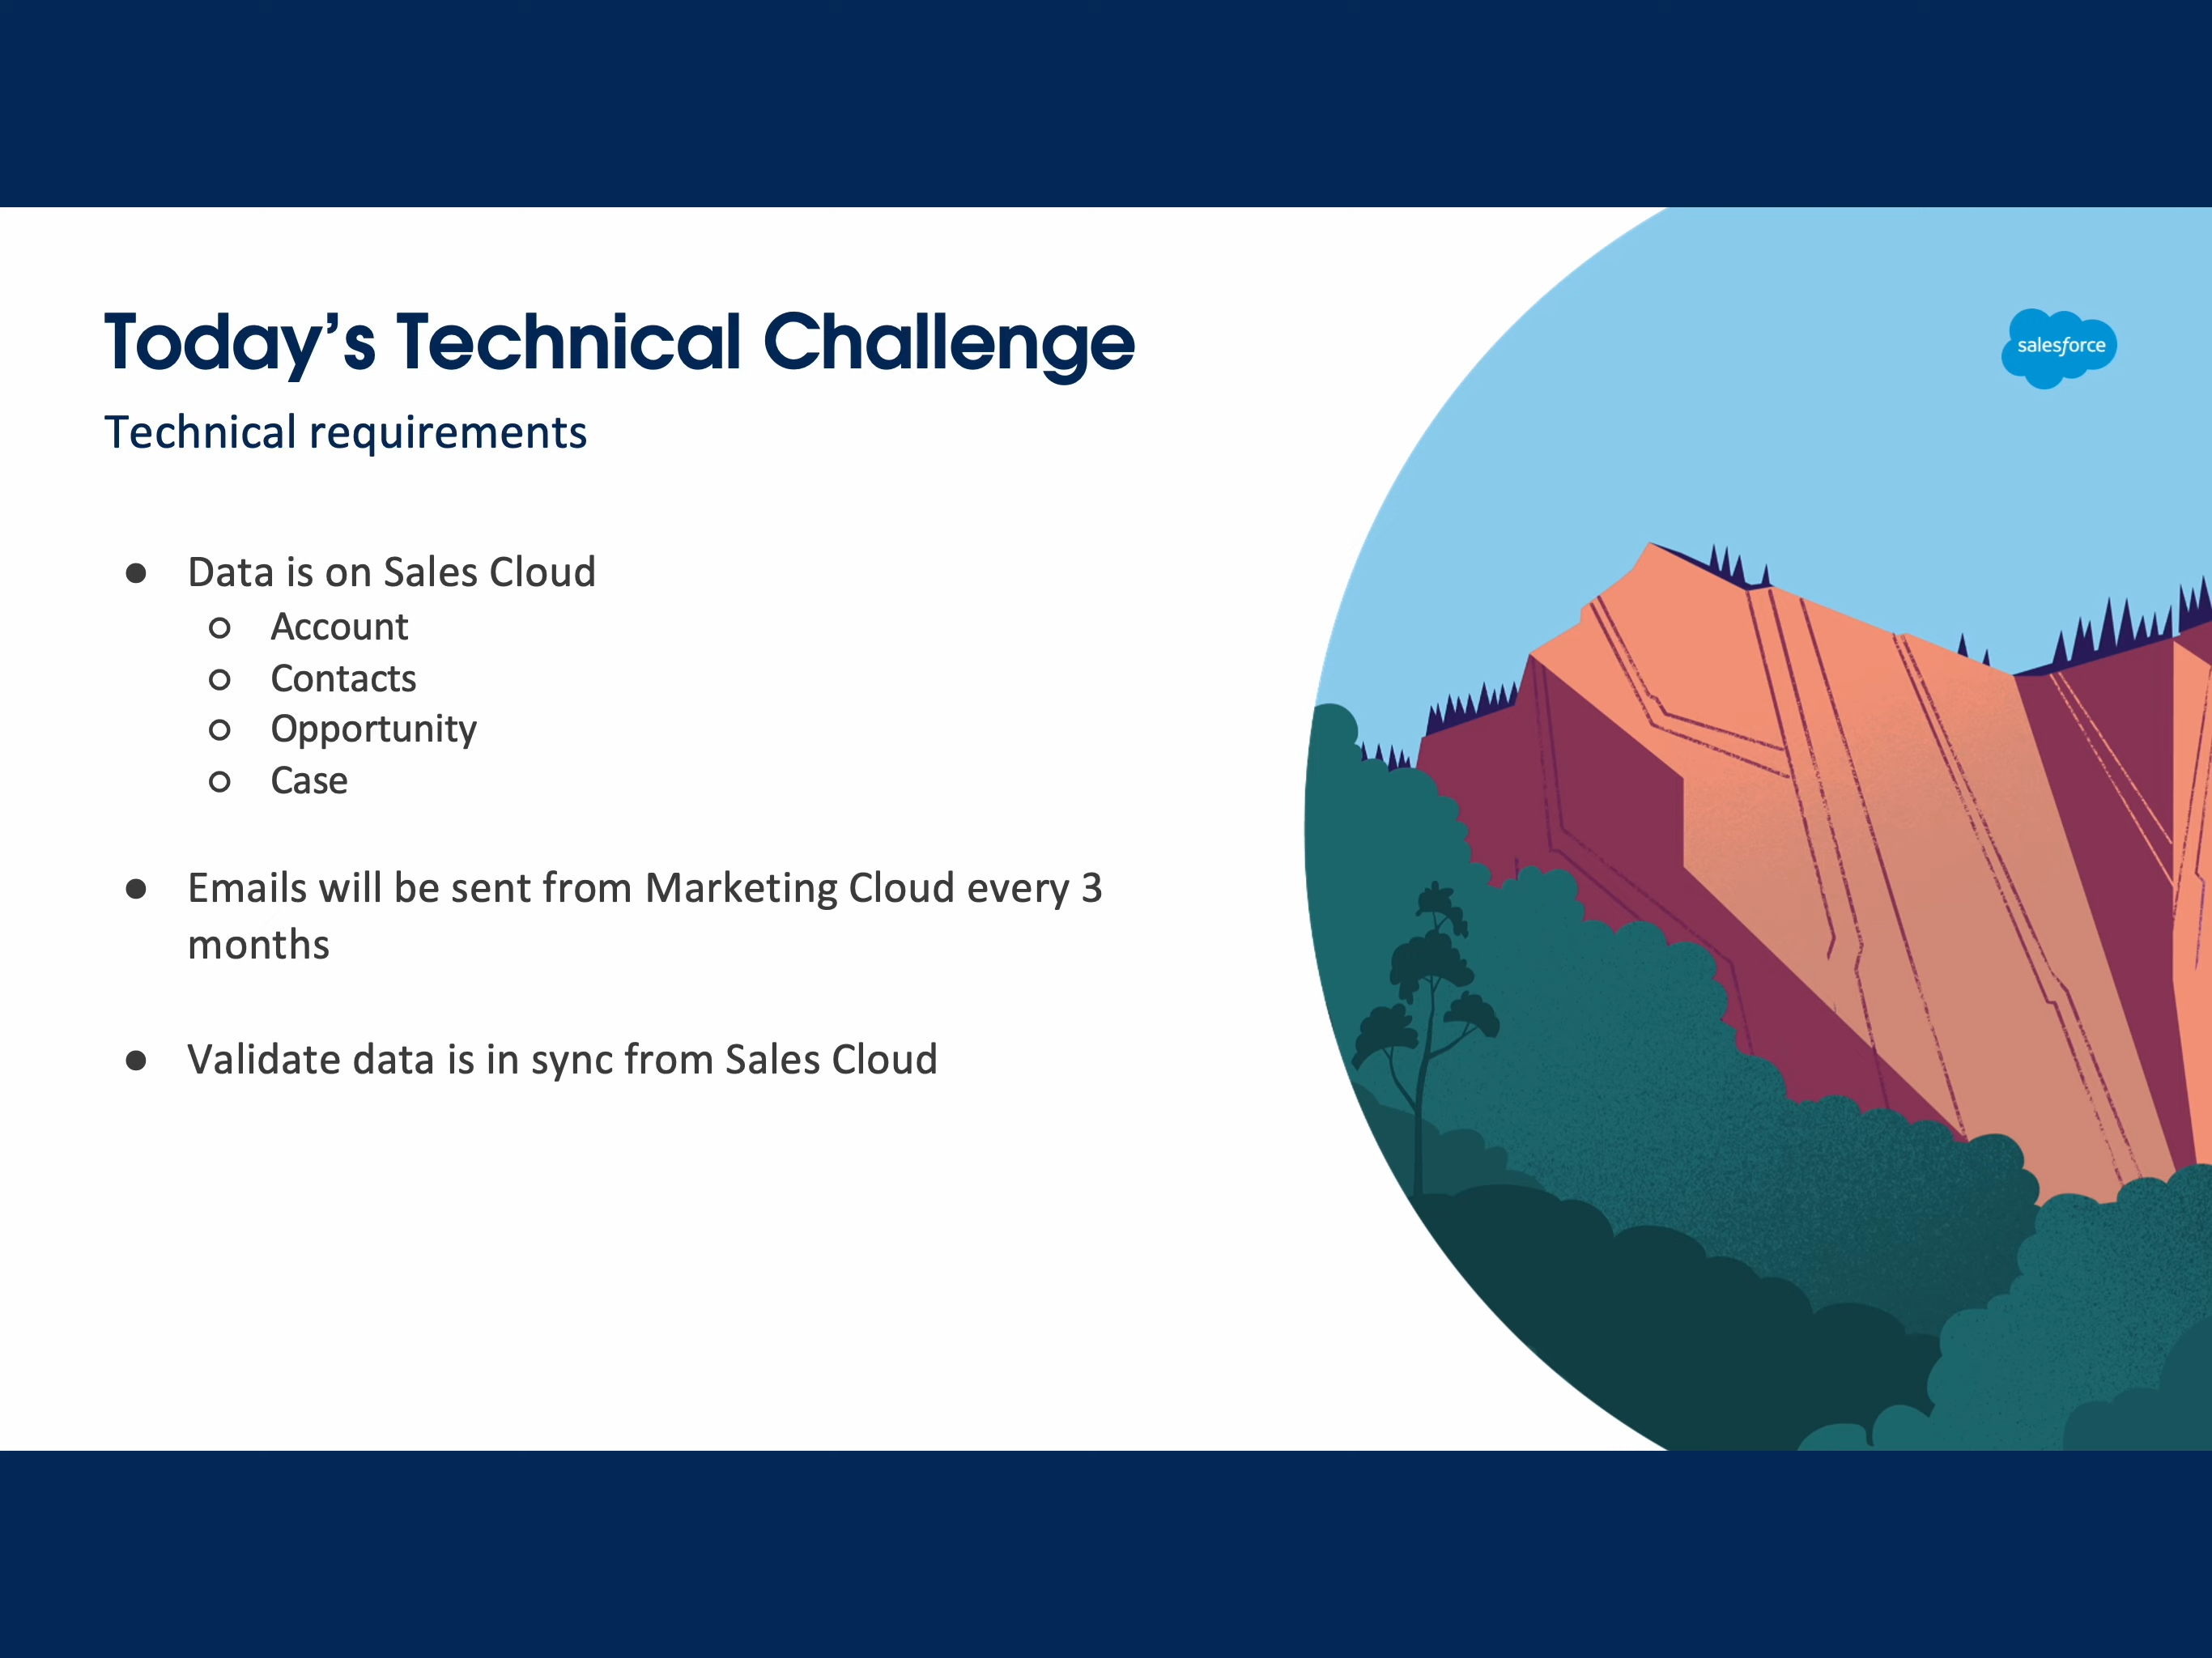 Today’s Technical Challenge
salesforce
Technical requirements
● Data is on Sales Cloud
○ Account
○ Contacts
○ Opportunity
○ Case
● Emails will be sent from Marketing Cloud every 3
months
● Validate data is in sync from Sales Cloud